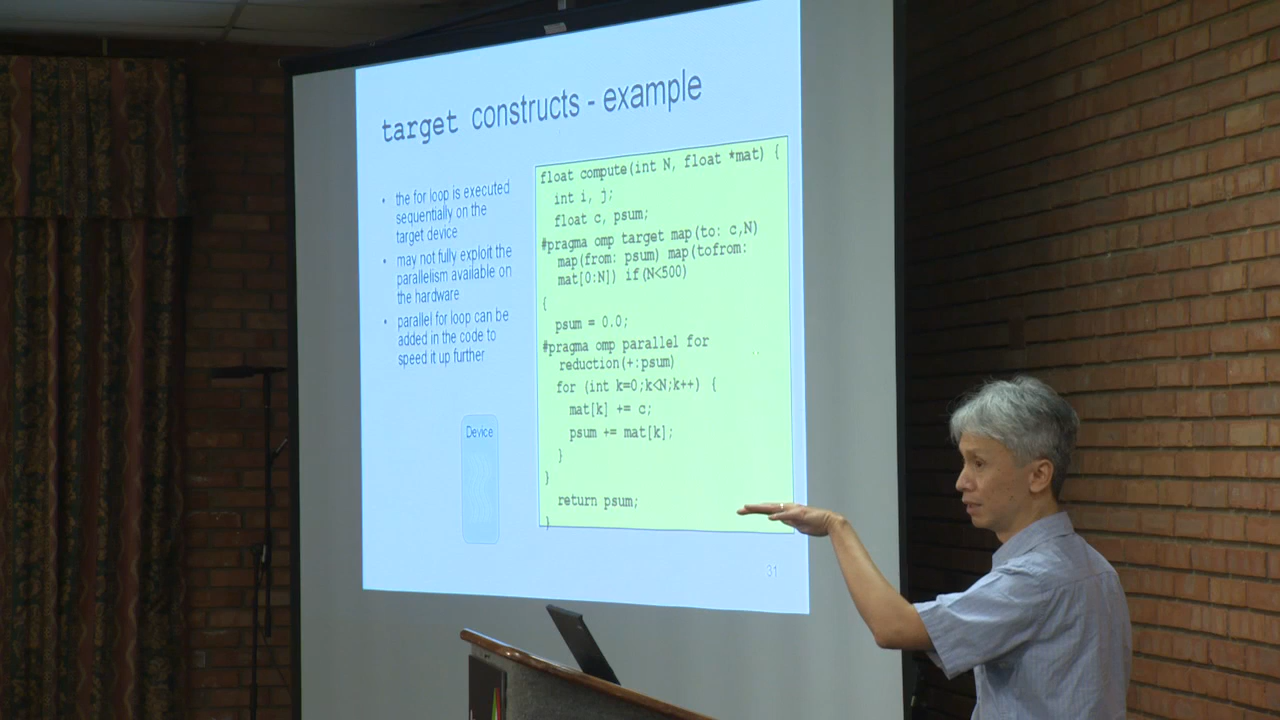 target constructs - example
• the for loop is executed
sequentially on the
target device
• may not fully exploit the
parallelism available on
the hardware
• parallel for loop can be
added in the code to
speed it up further
Device
float compute(int N, float *mat) {
int i, j;
float c, psum;
#pragma omp target map(to: c,N)
map(from: psum) map(tofrom:
mat[0:N]) if(N<500)
{
psum = 0.0;
#pragma omp parallel for
reduction(+:psum)
for (int k=0;k<N;k++) {
mat[k] += c;
psum += mat[k];
}
}
return psum;
}
31